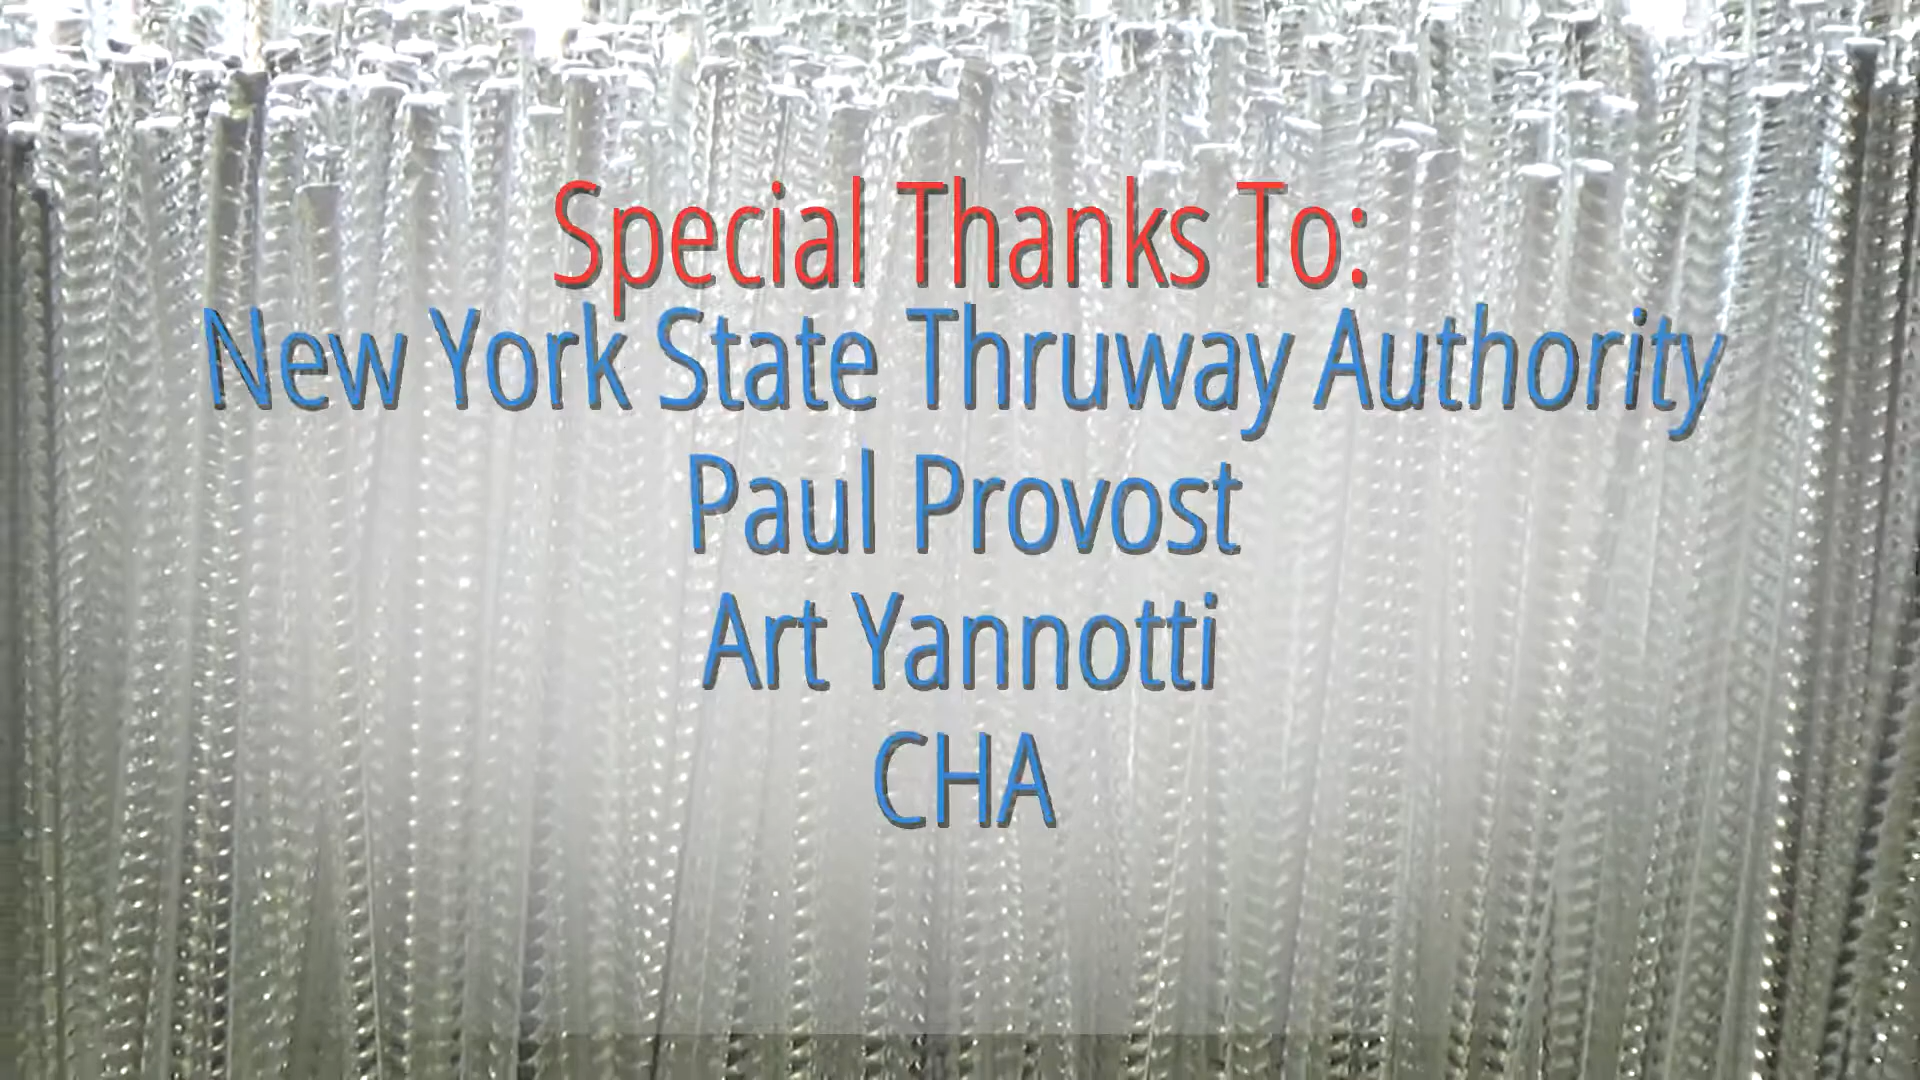 Special Thanks To:
New York State Thruway Authority
Paul Provost
Art Yannotti
CHA